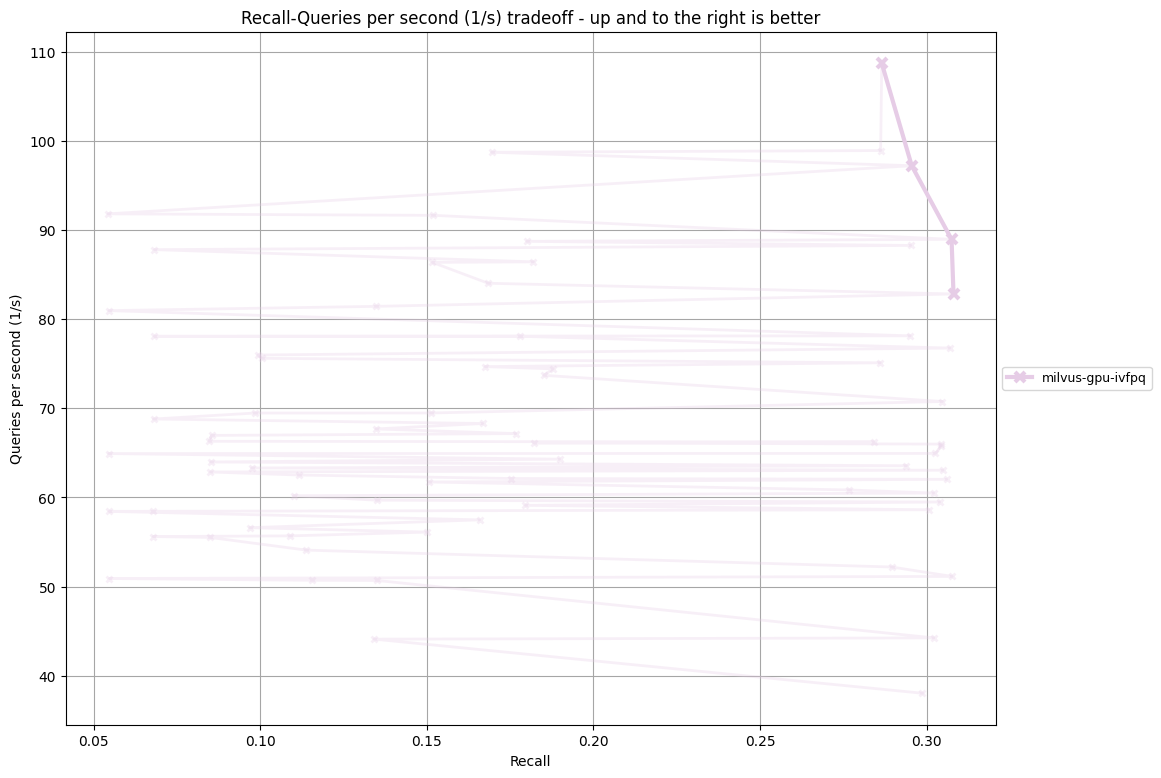 Recall-Queries per second (1/s) tradeoff - up and to the right is better
110
100
90
80
70
60
50
40
Queries per second (1/s)
0.05 0.10 0.15 0.20 0.25 0.30
Recall
milvus-gpu-ivfpq